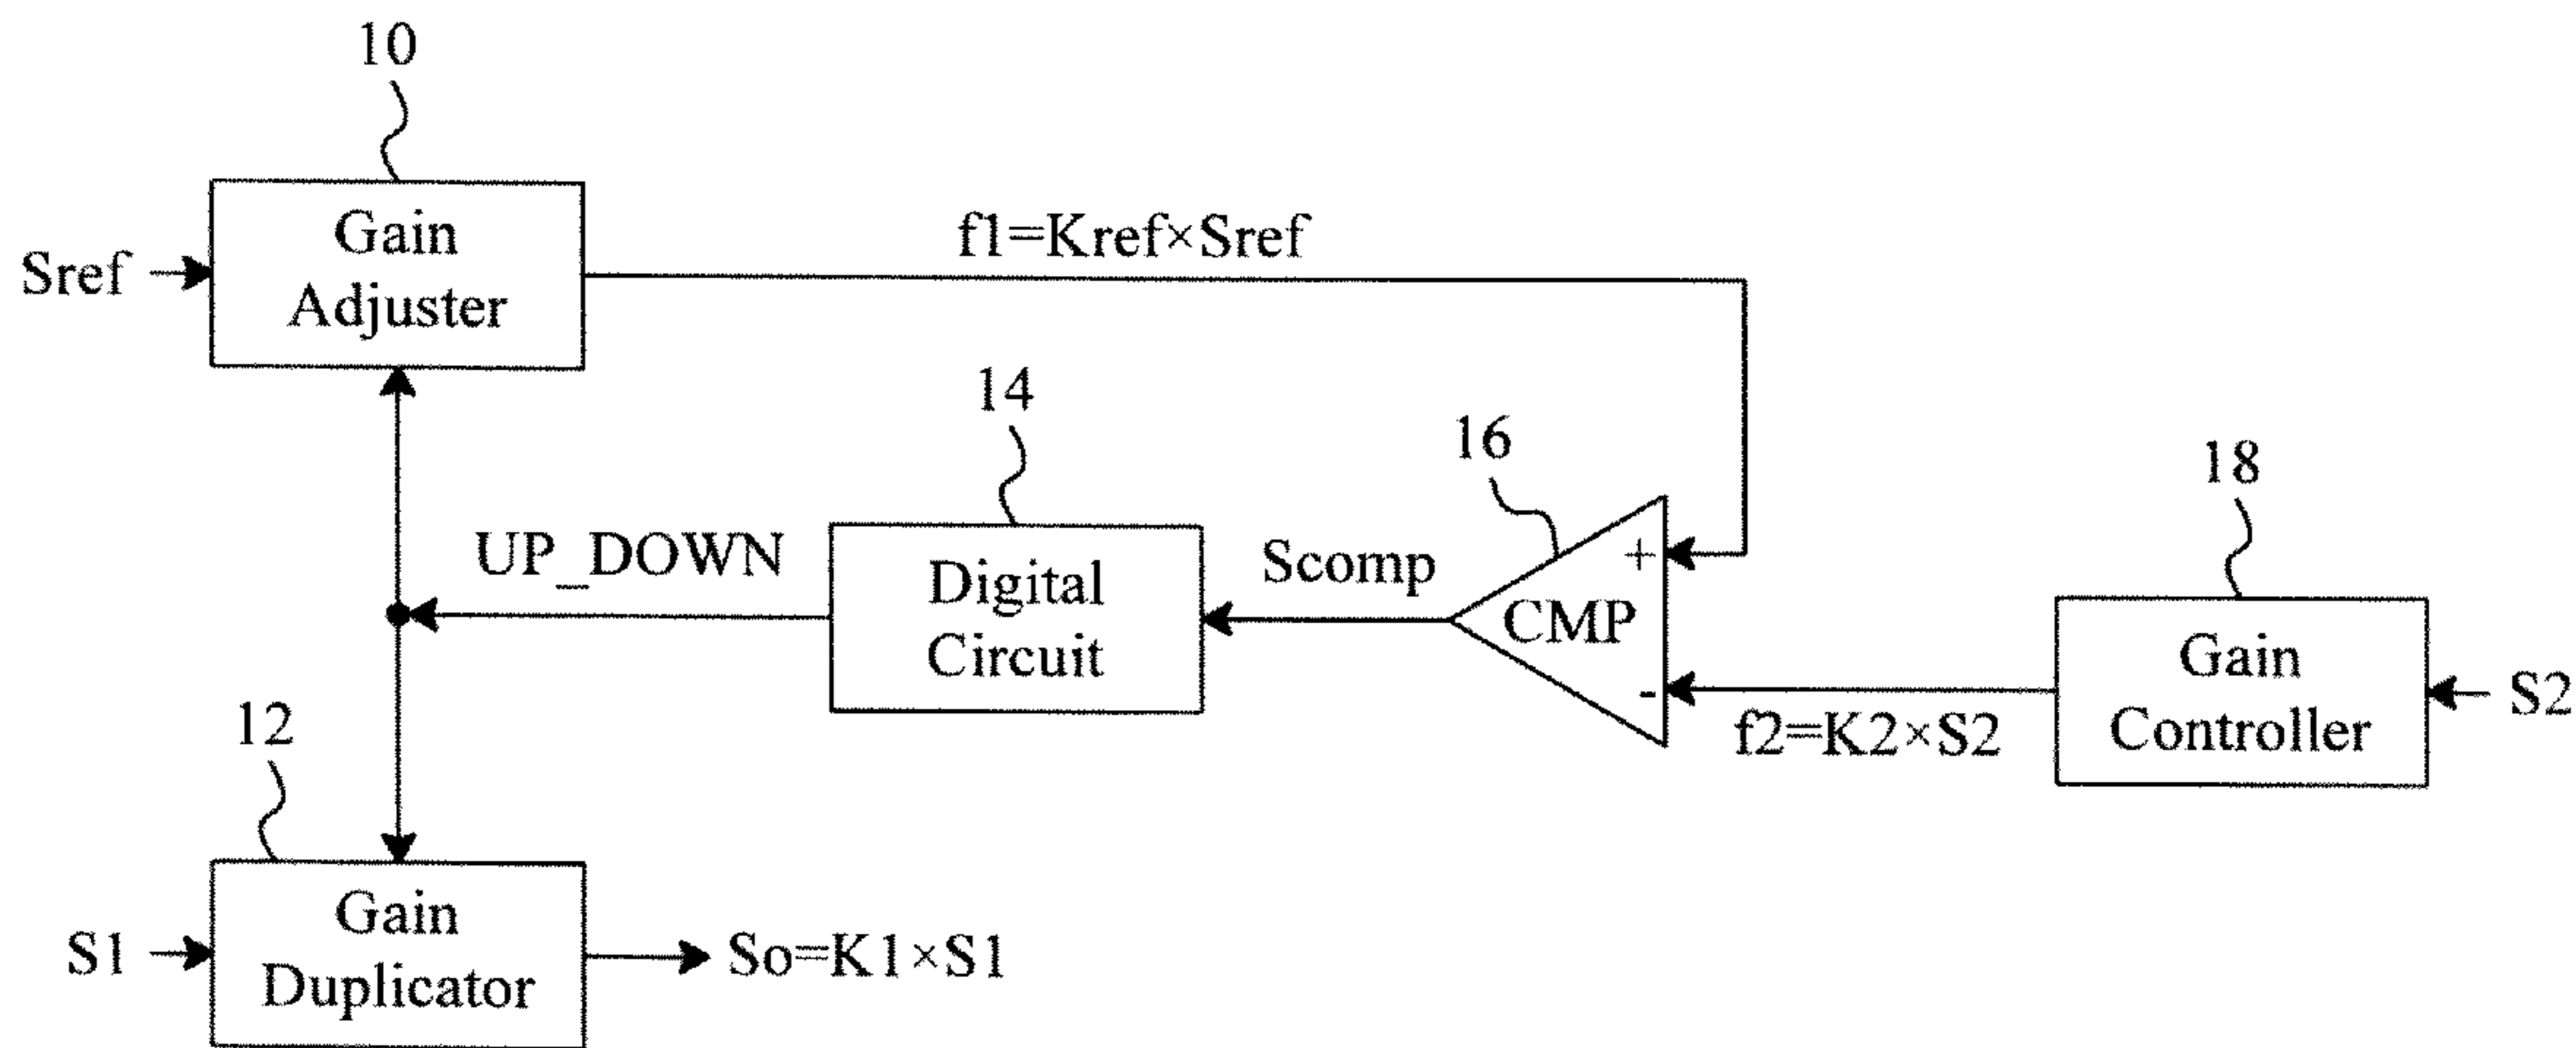 10
Gain
Adjuster
Sref
f1=Kref×Sref
14
16
18
UP_DOWN
Digital
Circuit
Scomp
+
CMP
-
f2=K2×S2
Gain
Controller
S2
12
Gain
Duplicator
S1
So=K1×S1